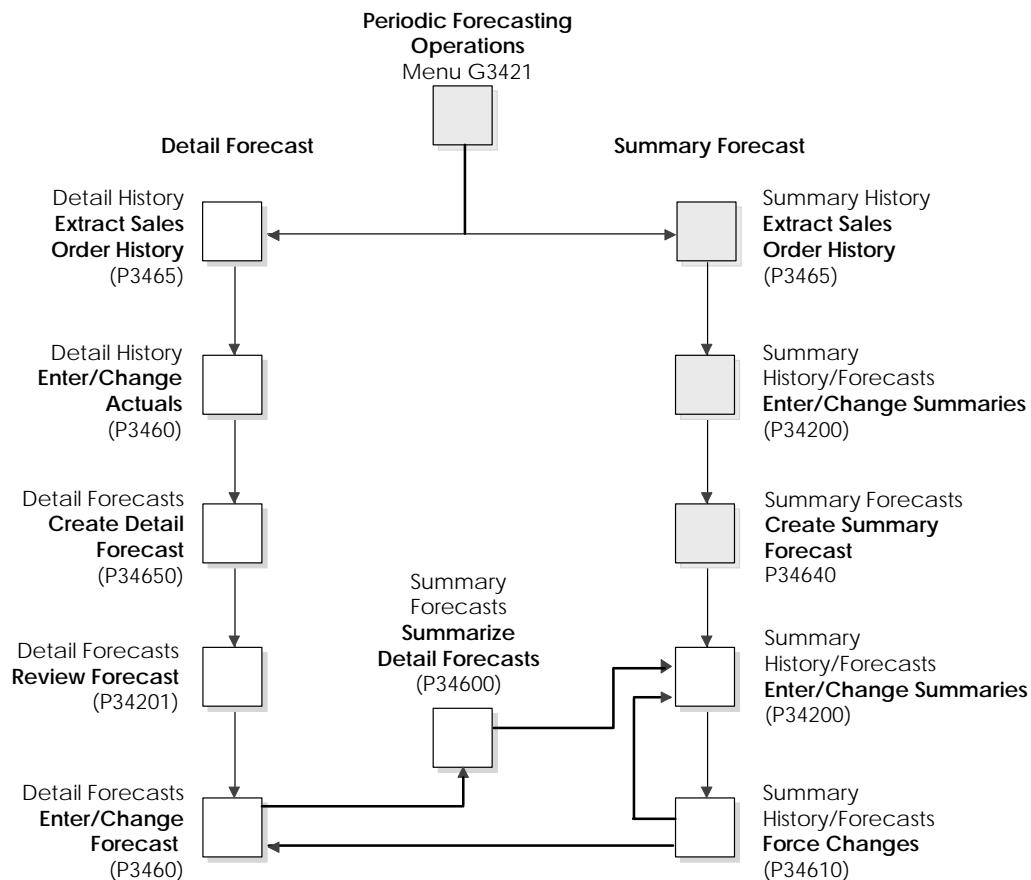 Periodic Forecasting
Operations
Menu G3421
Detail Forecast
Summary Forecast
Detail History
Extract Sales
Order History
(P3465)
Summary History
Extract Sales
Order History
(P3465)
Detail History
Enter/Change
Actuals
(P3460)
Summary
History/Forecasts
Enter/Change Summaries
(P34200)
Detail Forecasts
Create Detail
Forecast
(P34650)
Summary Forecasts
Create Summary
Forecast
P34640
Summary
Forecasts
Summarize
Detail Forecasts
(P34600)
Detail Forecasts
Review Forecast
(P34201)
Summary
History/Forecasts
Enter/Change Summaries
(P34200)
Detail Forecasts
Enter/Change
Forecast
(P3460)
Summary
History/Forecasts
Force Changes
(P34610)